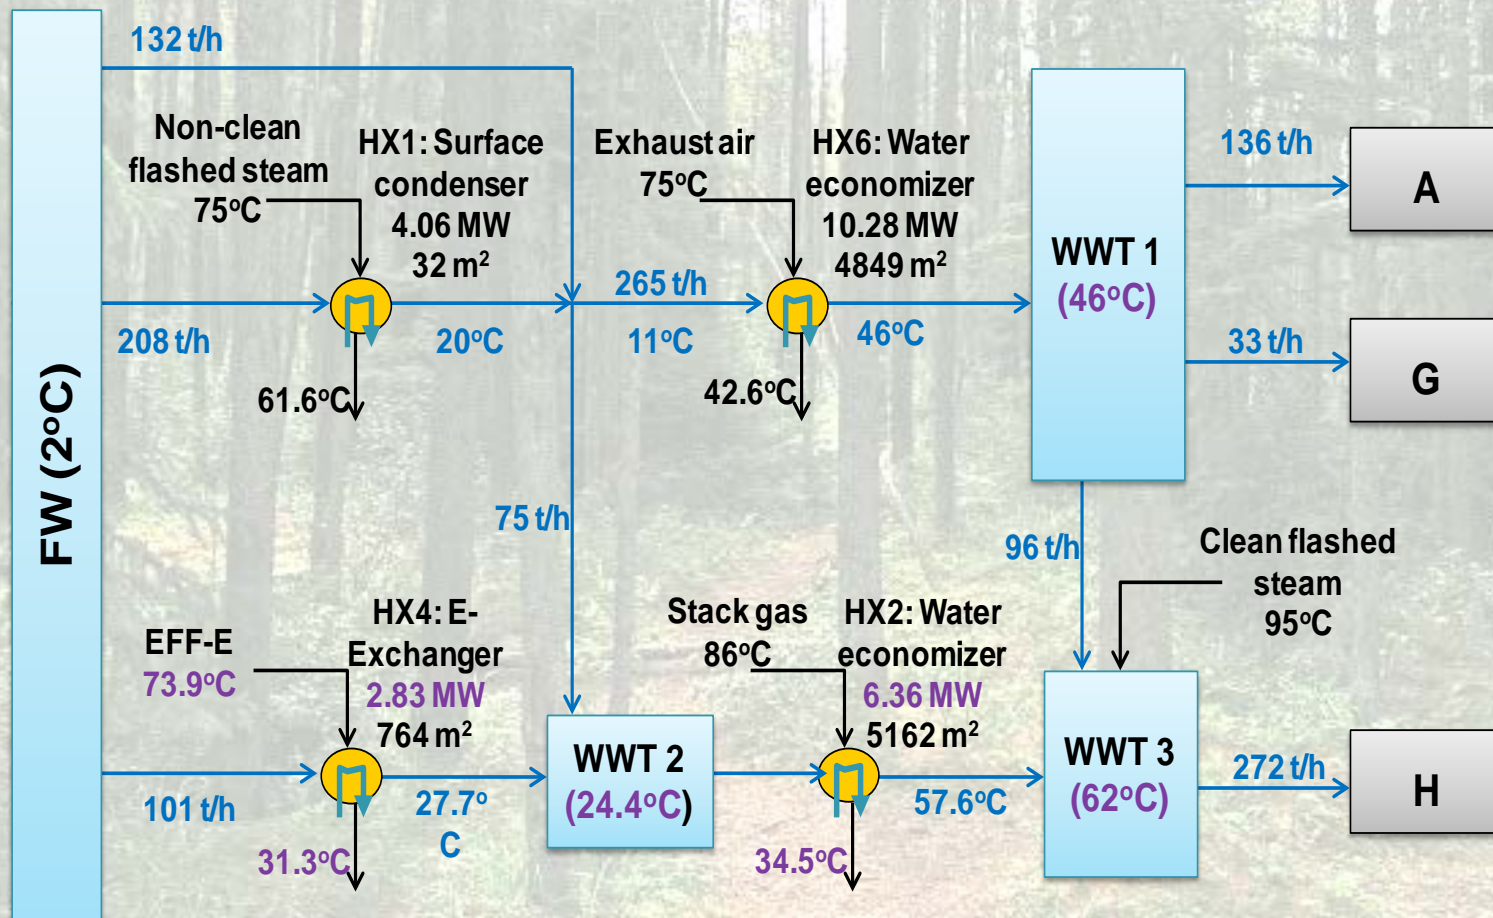 FW (2°C)
132 t/h
Non-clean
flashed steam
75°C
HX1: Surface
condenser
4.06 MW
32 m²
Exhaust air
75°C
HX6: Water
economizer
10.28 MW
4849 m²
WWT 1
(46°C)
136 t/h
A
33 t/h
G
208 t/h
20°C
265 t/h
11°C
46°C
61.6°C
42.6°C
75 t/h
96 t/h
Clean flashed
steam
95°C
EFF-E
73.9°C
HX4: E-
Exchanger
2.83 MW
764 m²
Stack gas
86°C
HX2: Water
economizer
6.36 MW
5162 m²
WWT 2
(24.4°C)
WWT 3
(62°C)
272 t/h
H
101 t/h
27.7°
C
57.6°C
31.3°C
34.5°C